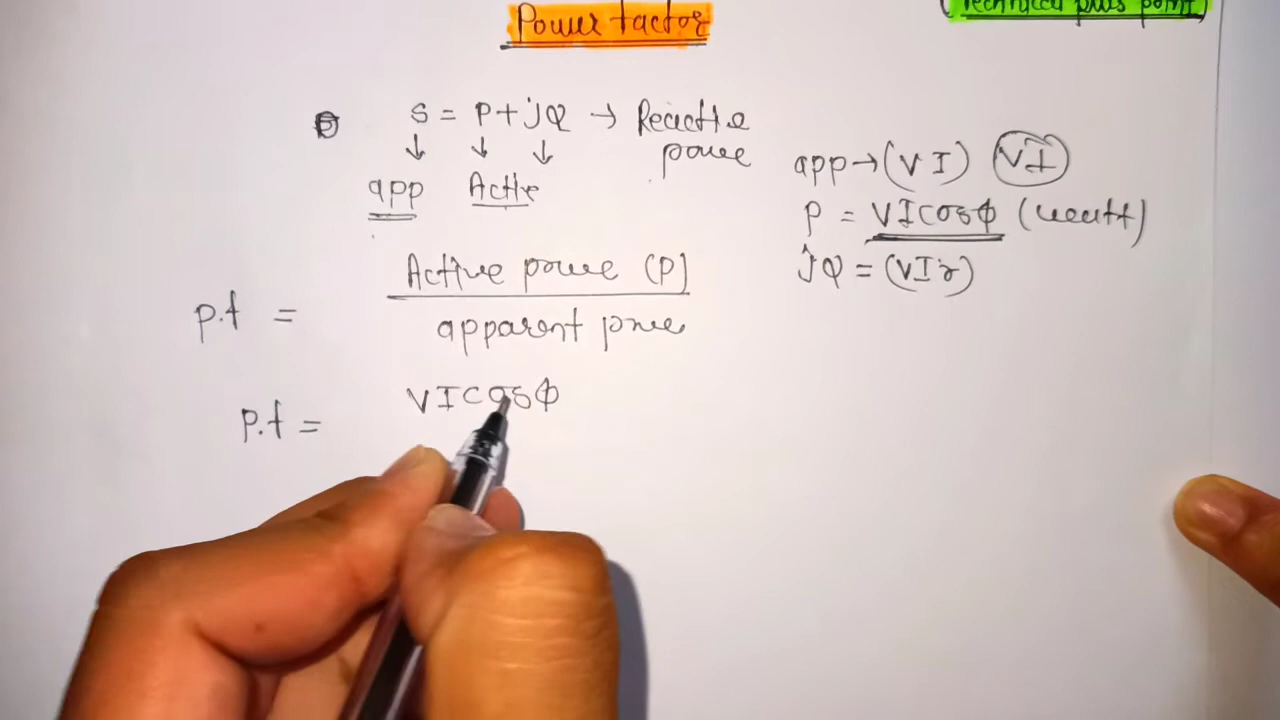 Power factor
(Technical plus point)
S = P + jQ → Reactive power
app Active
app → (VI) (VI)
P = VICosφ (watt)
jQ = (VIr)
P.f = Active power (P)
apparent power
P.f = VICosφ